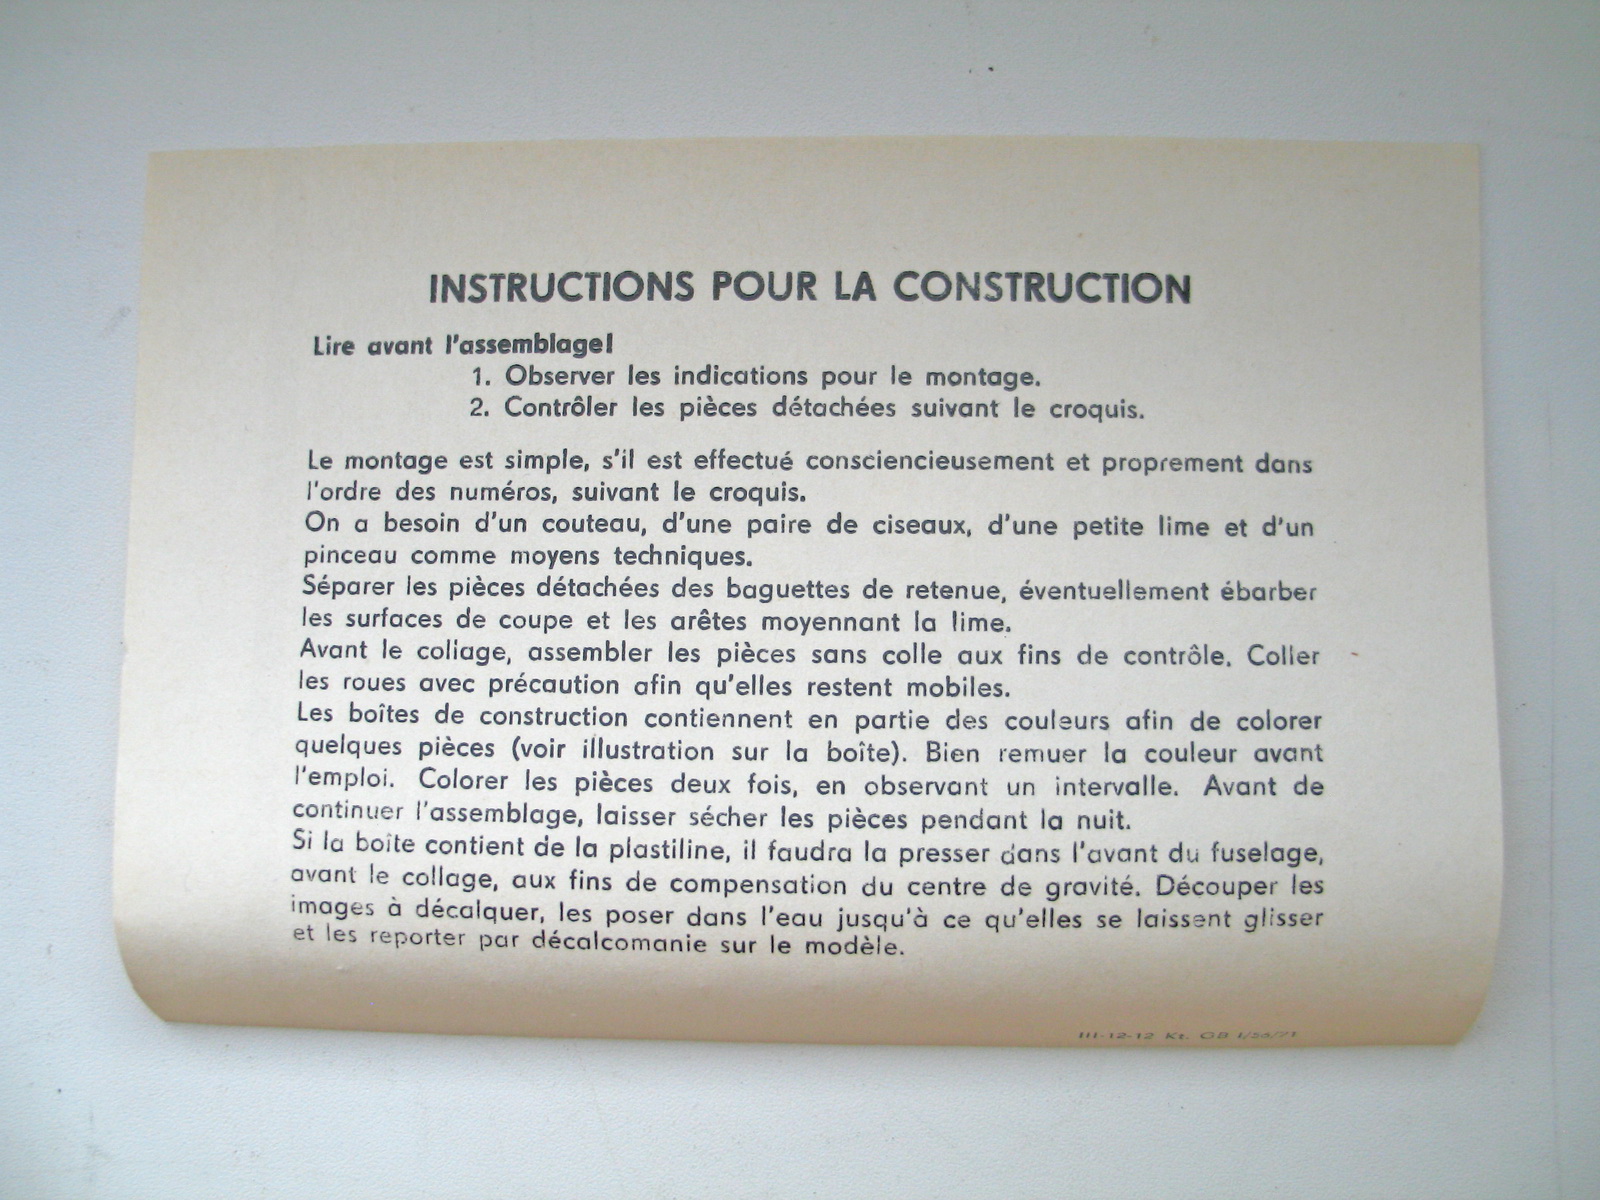 INSTRUCTIONS POUR LA CONSTRUCTION
Lire avant l'assemblage!
1. Observer les indications pour le montage.
2. Contrôler les pièces détachées suivant le croquis.
Le montage est simple, s'il est effectué consciencieusement et proprement dans
l'ordre des numéros, suivant le croquis.
On a besoin d'un couteau, d'une paire de ciseaux, d'une petite lime et d'un
pinceau comme moyens techniques.
Séparer les pièces détachées des baguettes de retenue, éventuellement ébarber
les surfaces de coupe et les arêtes moyennant la lime.
Avant le collage, assembler les pièces sans colle aux fins de contrôle. Coller
les roues avec précaution afin qu'elles restent mobiles.
Les boîtes de construction contiennent en partie des couleurs afin de colorer
quelques pièces (voir illustration sur la boîte). Bien remuer la couleur avant
l'emploi. Colorer les pièces deux fois, en observant un intervalle. Avant de
continuer l'assemblage, laisser sécher les pièces pendant la nuit.
Si la boîte contient de la plastiline, il faudra la presser dans l'avant du fuselage,
avant le collage, aux fins de compensation du centre de gravité. Découper les
images à décalquer, les poser dans l'eau jusqu'à ce qu'elles se laissent glisser
et les reporter par décalcomanie sur le modèle.
III-12-12 Kt. GB